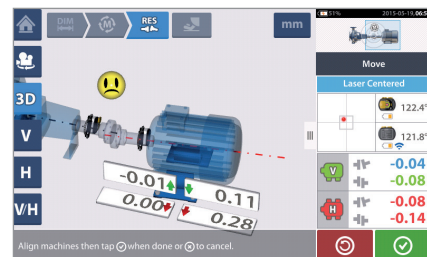 51%
2015-05-19, 06:5
DIM
(M)
RES
mm
Move
Laser Centered
3D
V
H
V/H
122.4°
121.8°
-0.01
0.11
0.00
0.28
V
-0.04
-0.08
H
-0.08
-0.14
Align machines then tap when done or to cancel.